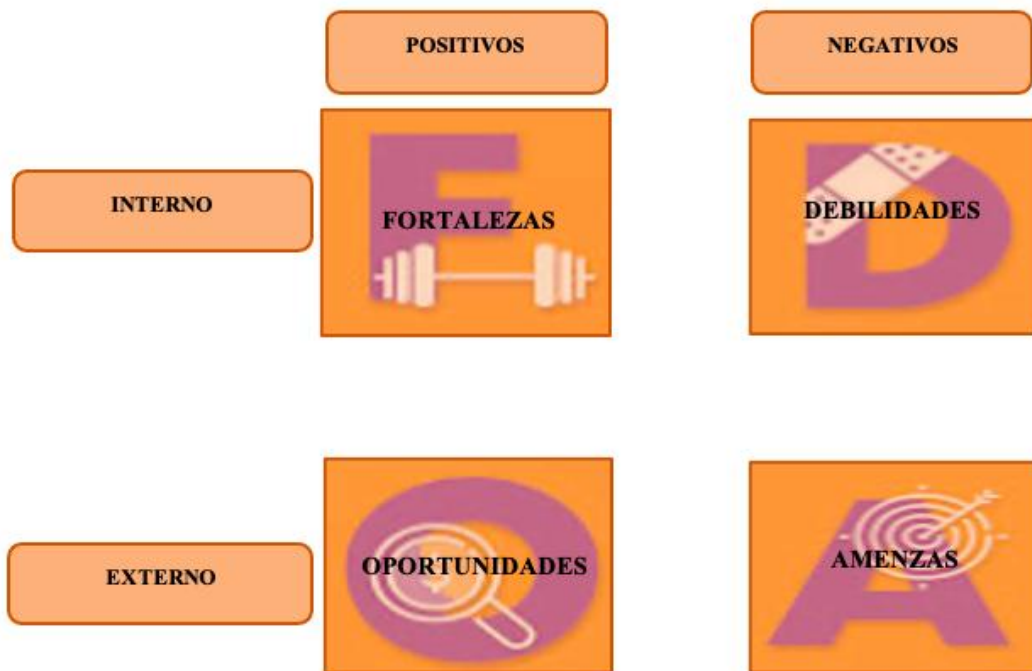 POSITIVOS
NEGATIVOS
INTERNO
F
FORTALEZAS
D
DEBILIDADES
EXTERNO
O
OPORTUNIDADES
A
AMENZAS